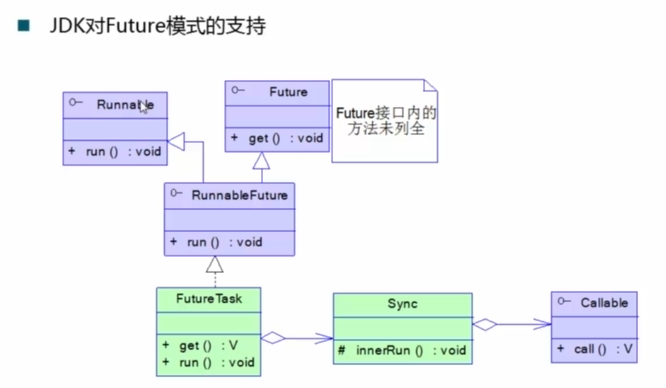 JDK对Future模式的支持
Runnable
+ run () : void
Future
+ get () : void
Future接口内的
方法未列全
RunnableFuture
+ run () : void
FutureTask
+ get () : V
+ run () : void
Sync
# innerRun () : void
Callable
+ call () : V